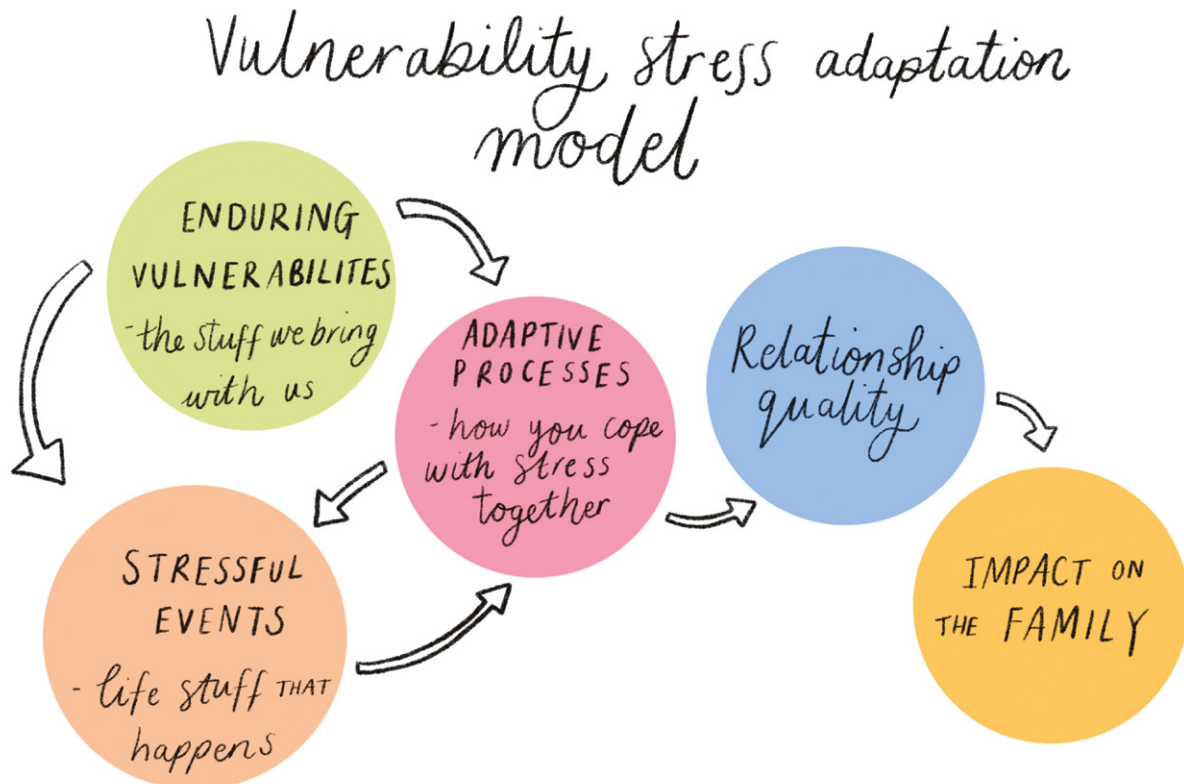 Vulnerability stress adaptation
model
ENDURING
VULNERABILITES
- the stuff we bring
with us
ADAPTIVE
PROCESSES
- how you cope
with stress
together
Relationship
quality
STRESSFUL
EVENTS
- life stuff THAT
happens
IMPACT ON
THE FAMILY